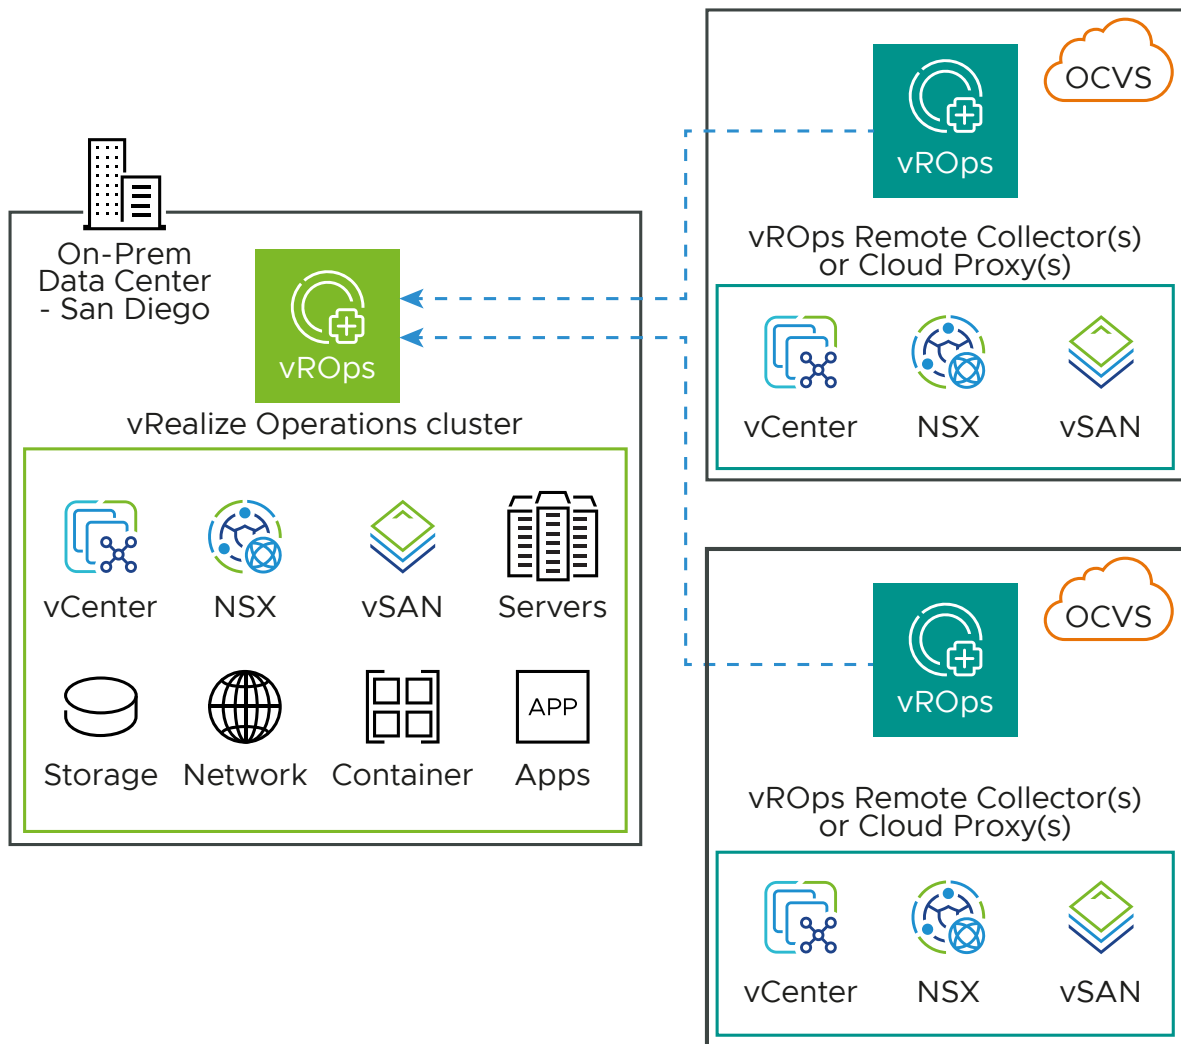 On-Prem
Data Center
- San Diego
vROps
vRealize Operations cluster
vCenter
NSX
vSAN
Servers
Storage
Network
Container
APP
Apps
OCVS
vROps
vROps Remote Collector(s)
or Cloud Proxy(s)
vCenter
NSX
vSAN
OCVS
vROps
vROps Remote Collector(s)
or Cloud Proxy(s)
vCenter
NSX
vSAN